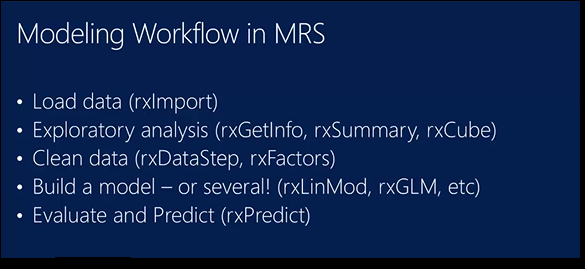 Modeling Workflow in MRS
• Load data (rxImport)
• Exploratory analysis (rxGetInfo, rxSummary, rxCube)
• Clean data (rxDataStep, rxFactors)
• Build a model – or several! (rxLinMod, rxGLM, etc)
• Evaluate and Predict (rxPredict)